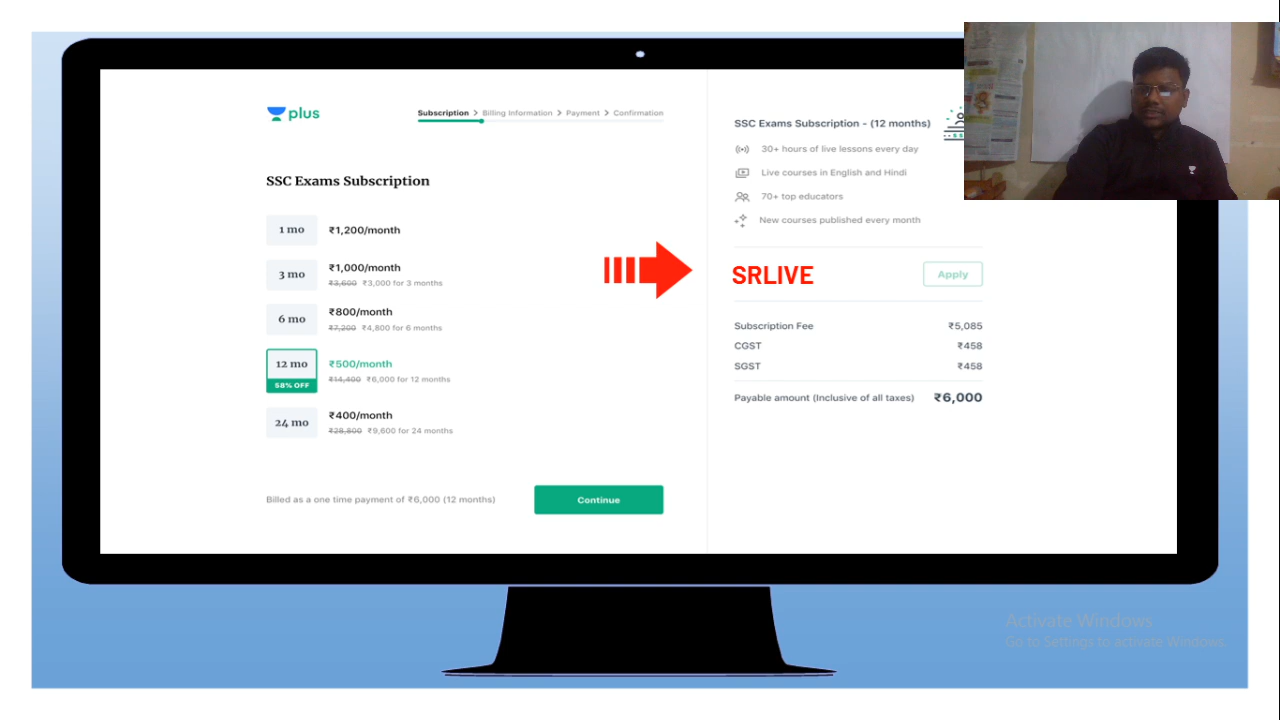 plus
Subscription > Billing Information > Payment > Confirmation
SSC Exams Subscription
1 mo ₹1,200/month
3 mo ₹1,000/month
₹3,600 ₹3,000 for 3 months
6 mo ₹800/month
₹7,200 ₹4,800 for 6 months
12 mo ₹500/month
58% OFF ₹14,400 ₹6,000 for 12 months
24 mo ₹400/month
₹28,800 ₹9,600 for 24 months
Billed as a one time payment of ₹6,000 (12 months)
Continue
SSC Exams Subscription - (12 months)
30+ hours of live lessons every day
Live courses in English and Hindi
70+ top educators
New courses published every month
SRLIVE
Apply
Subscription Fee ₹5,085
CGST ₹458
SGST ₹458
Payable amount (Inclusive of all taxes) ₹6,000
Activate Windows
Go to Settings to activate Windows.